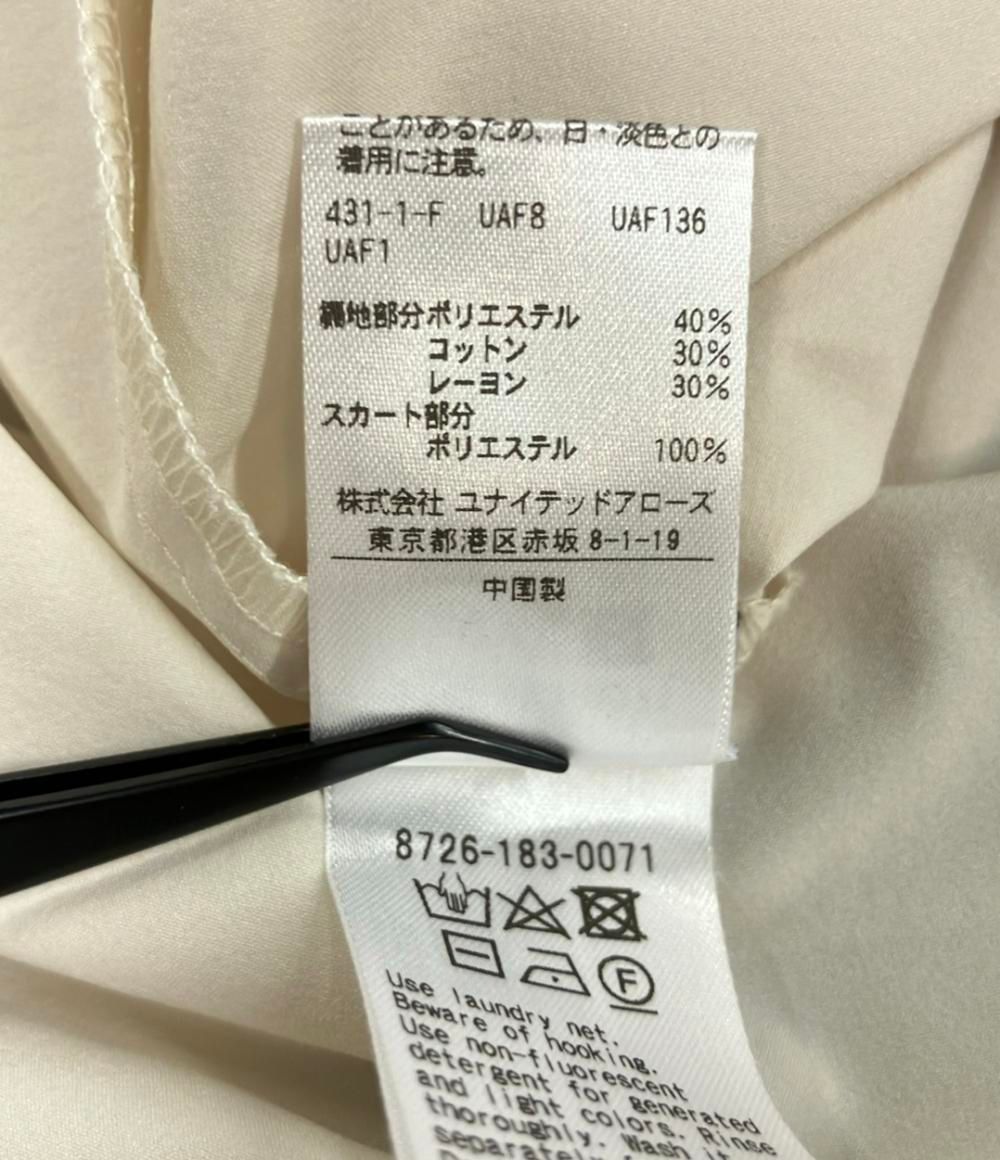 ことがあるため、白・淡色との
着用に注意。
431-1-F UAF8 UAF136
UAF1
編地部分ポリエステル 40%
コットン 30%
レーヨン 30%
スカート部分
ポリエステル 100%
株式会社 ユナイテッドアローズ
東京都港区赤坂 8-1-19
中国製
8726-183-0071
F
Use laundry net.
Beware of hooking.
Use non-fluorescent
detergent for generated
and light colors. Rinse
thoroughly. Wash it
separately